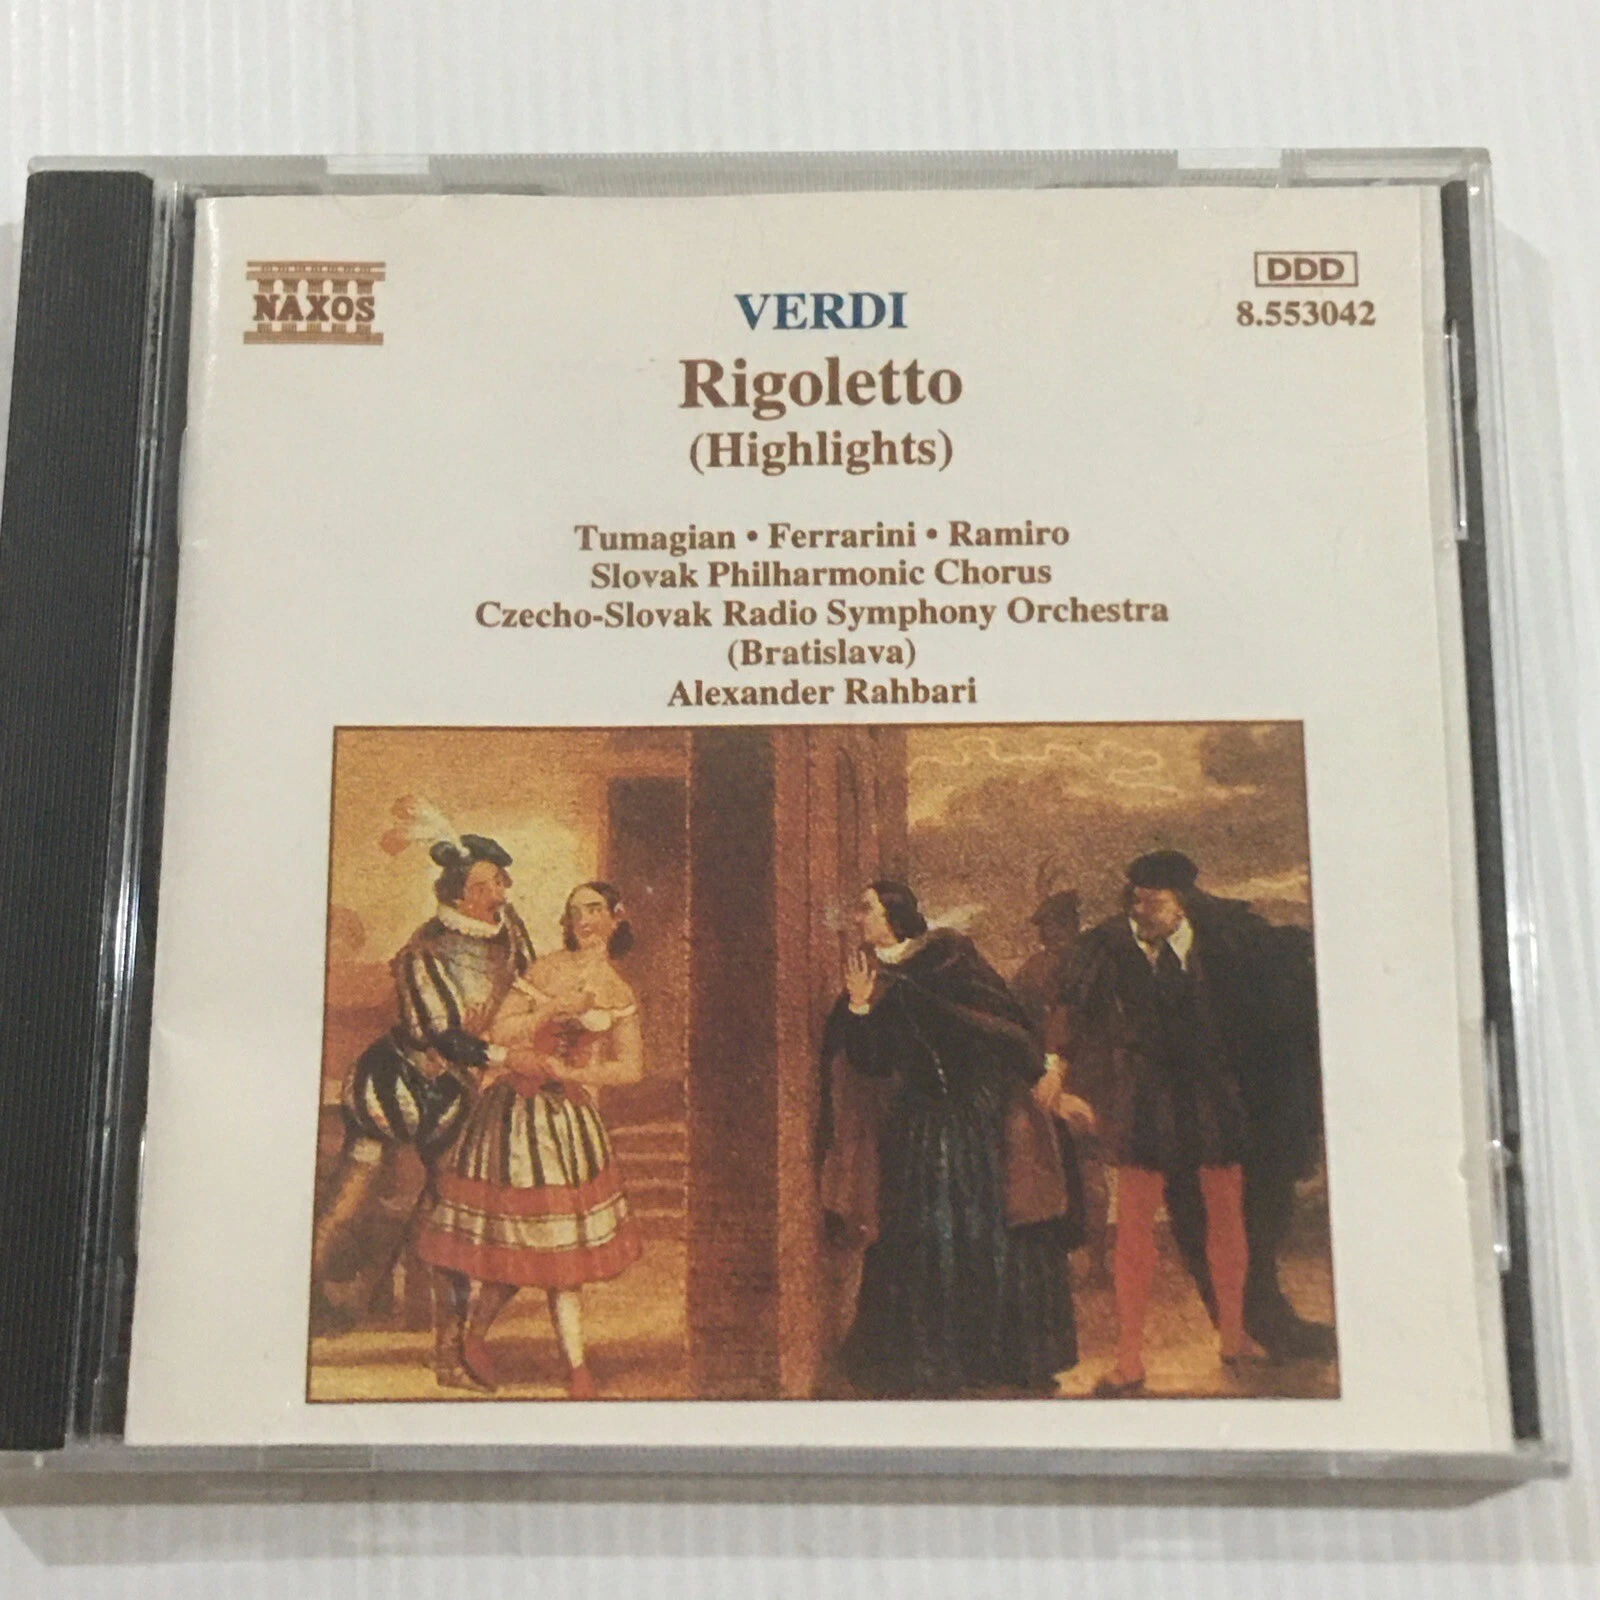 NAXOS
DDD
8.553042
VERDI
Rigoletto
(Highlights)
Tumagian • Ferrarini • Ramiro
Slovak Philharmonic Chorus
Czecho-Slovak Radio Symphony Orchestra
(Bratislava)
Alexander Rahbari